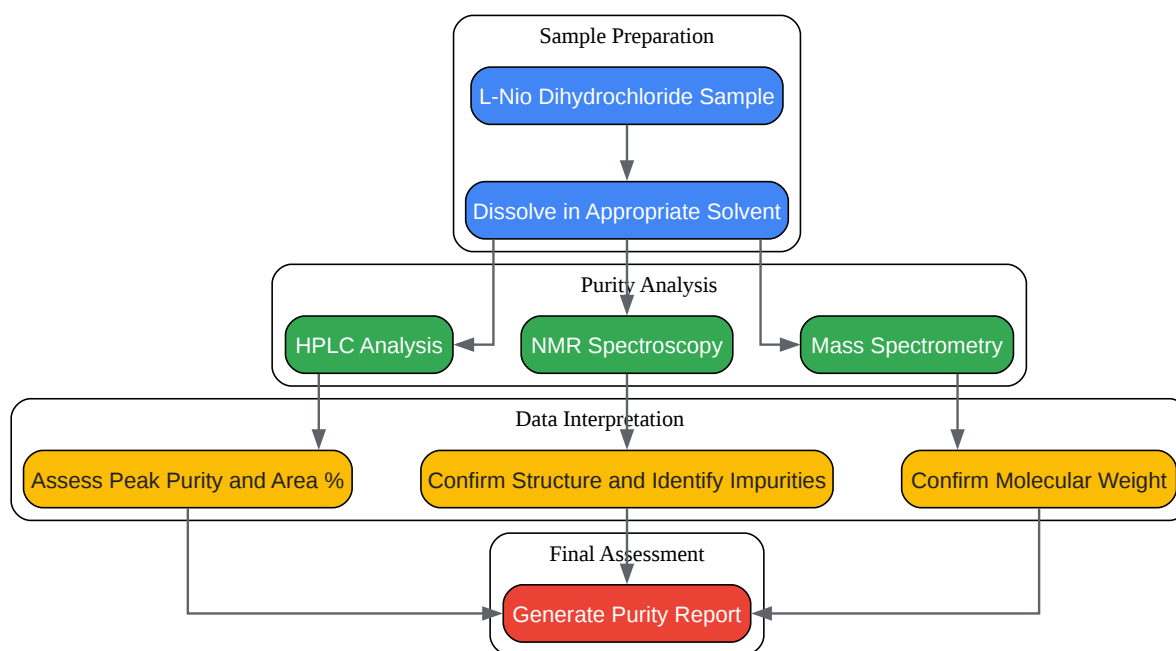 Sample Preparation
L-Nio Dihydrochloride Sample
Dissolve in Appropriate Solvent
Purity Analysis
HPLC Analysis
NMR Spectroscopy
Mass Spectrometry
Data Interpretation
Assess Peak Purity and Area %
Confirm Structure and Identify Impurities
Confirm Molecular Weight
Final Assessment
Generate Purity Report